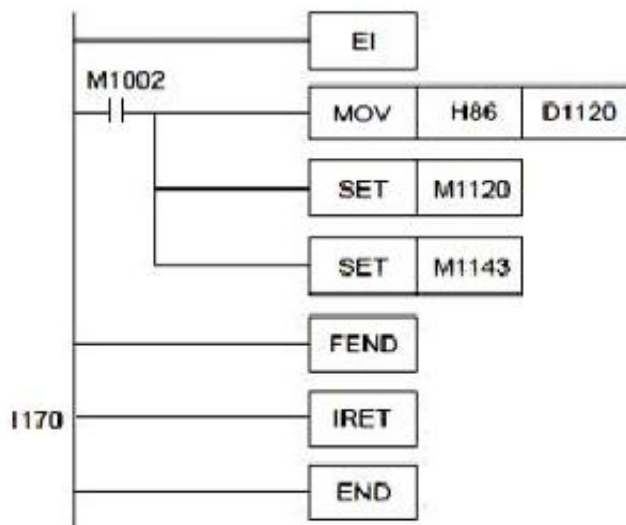 EI
M1002
MOV H86 D1120
SET M1120
SET M1143
FEND
I170 IRET
END